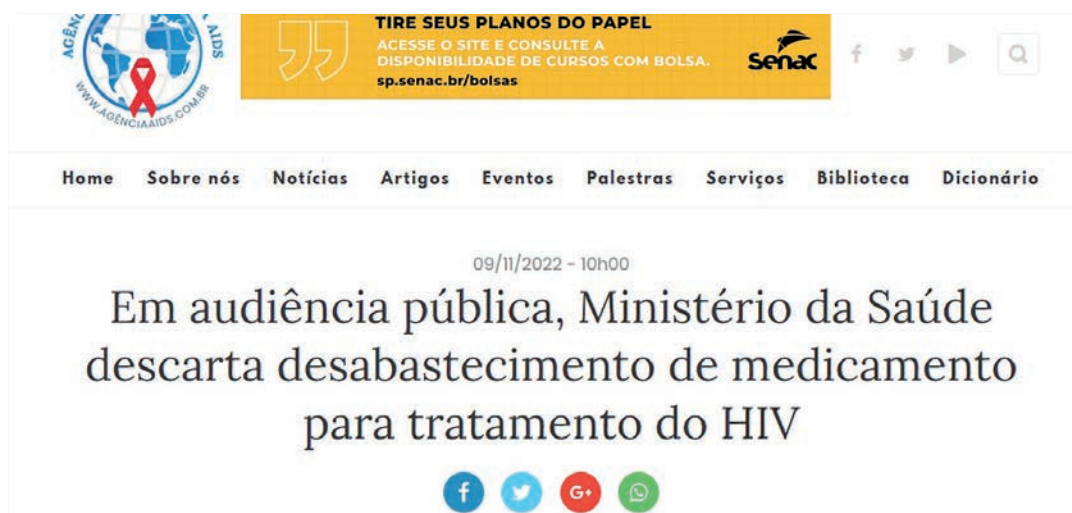 AGÊNCIA AIDS
WWW.AGÊNCIAAIDS.COM.BR
TIRE SEUS PLANOS DO PAPEL
ACESSE O SITE E CONSULTE A
DISPONIBILIDADE DE CURSOS COM BOLSA.
sp.senac.br/bolsas
Senac
Home Sobre nós Notícias Artigos Eventos Palestras Serviços Biblioteca Dicionário
09/11/2022 - 10h00
Em audiência pública, Ministério da Saúde
descarta desabastecimento de medicamento
para tratamento do HIV